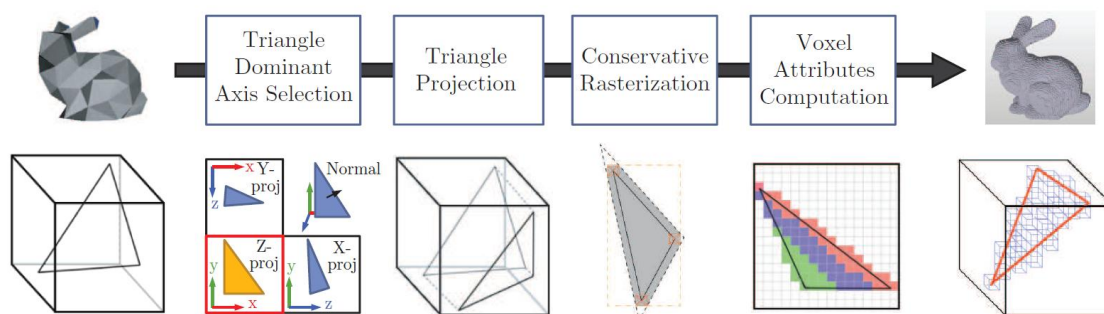 Triangle
Dominant
Axis Selection
Triangle
Projection
Conservative
Rasterization
Voxel
Attributes
Computation
x
Y-
proj
z
Normal
Z-
proj
y
x
X-
proj
y
z